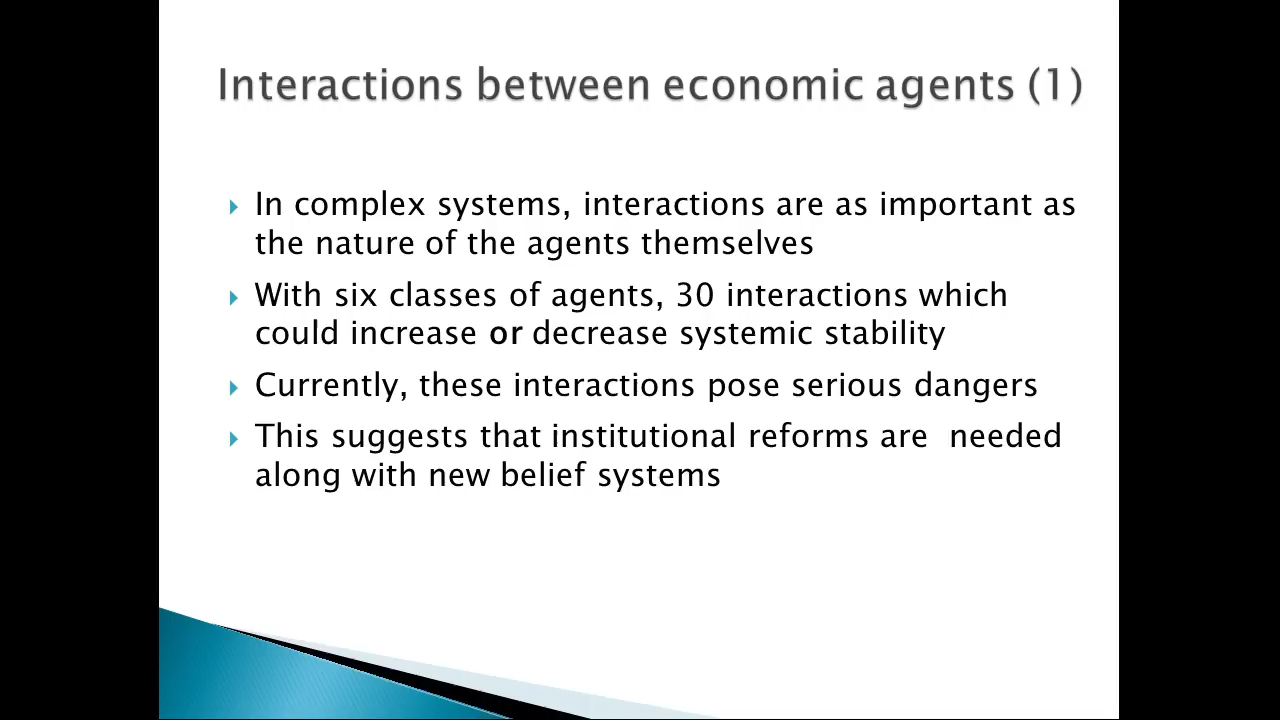 Interactions between economic agents (1)
In complex systems, interactions are as important as
the nature of the agents themselves
With six classes of agents, 30 interactions which
could increase or decrease systemic stability
Currently, these interactions pose serious dangers
This suggests that institutional reforms are  needed
along with new belief systems